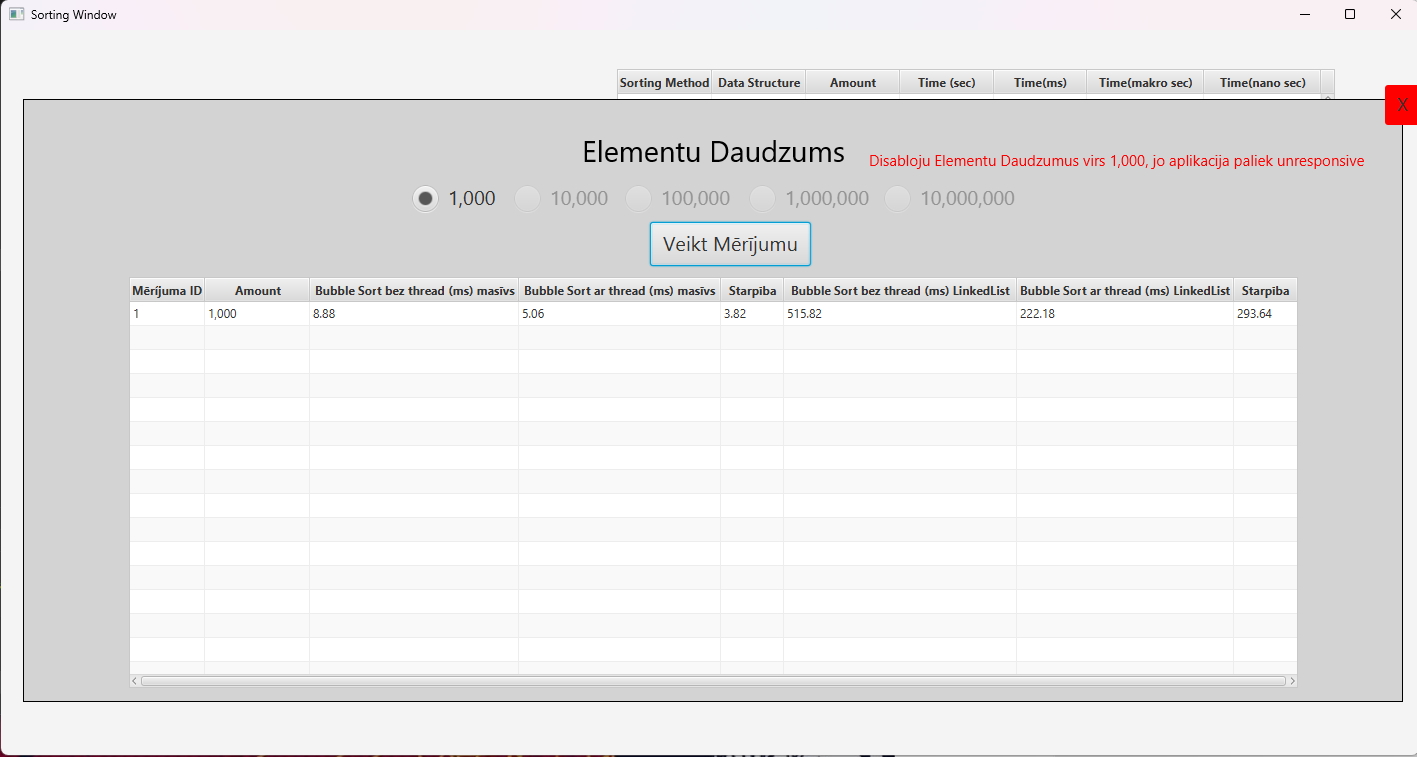 Sorting Window
Sorting Method Data Structure Amount Time (sec) Time(ms) Time(makro sec) Time(nano sec)
X
Elementu Daudzums
Disabloju Elementu Daudzumus virs 1,000, jo aplikacija paliek unresponsive
1,000 10,000 100,000 1,000,000 10,000,000
Veikt Mērījumu
Mērījuma ID Amount Bubble Sort bez thread (ms) masīvs Bubble Sort ar thread (ms) masīvs Starpība Bubble Sort bez thread (ms) LinkedList Bubble Sort ar thread (ms) LinkedList Starpība
1 1,000 8.88 5.06 3.82 515.82 222.18 293.64